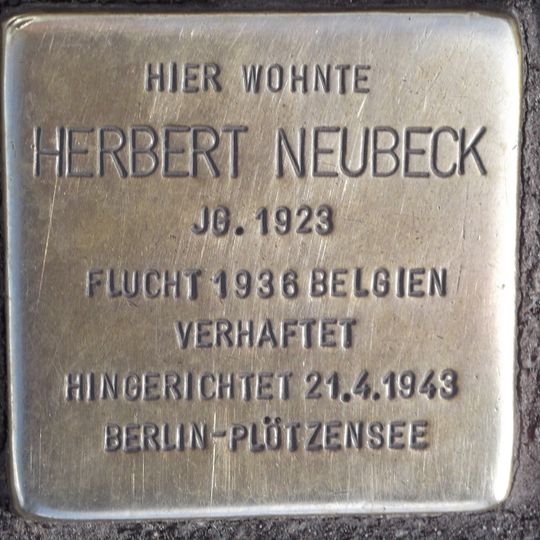 HIER WOHNTE
HERBERT NEUBECK
JG. 1923
FLUCHT 1936 BELGIEN
VERHAFTET
HINGERICHTET 21.4.1943
BERLIN-PLÖTZENSEE